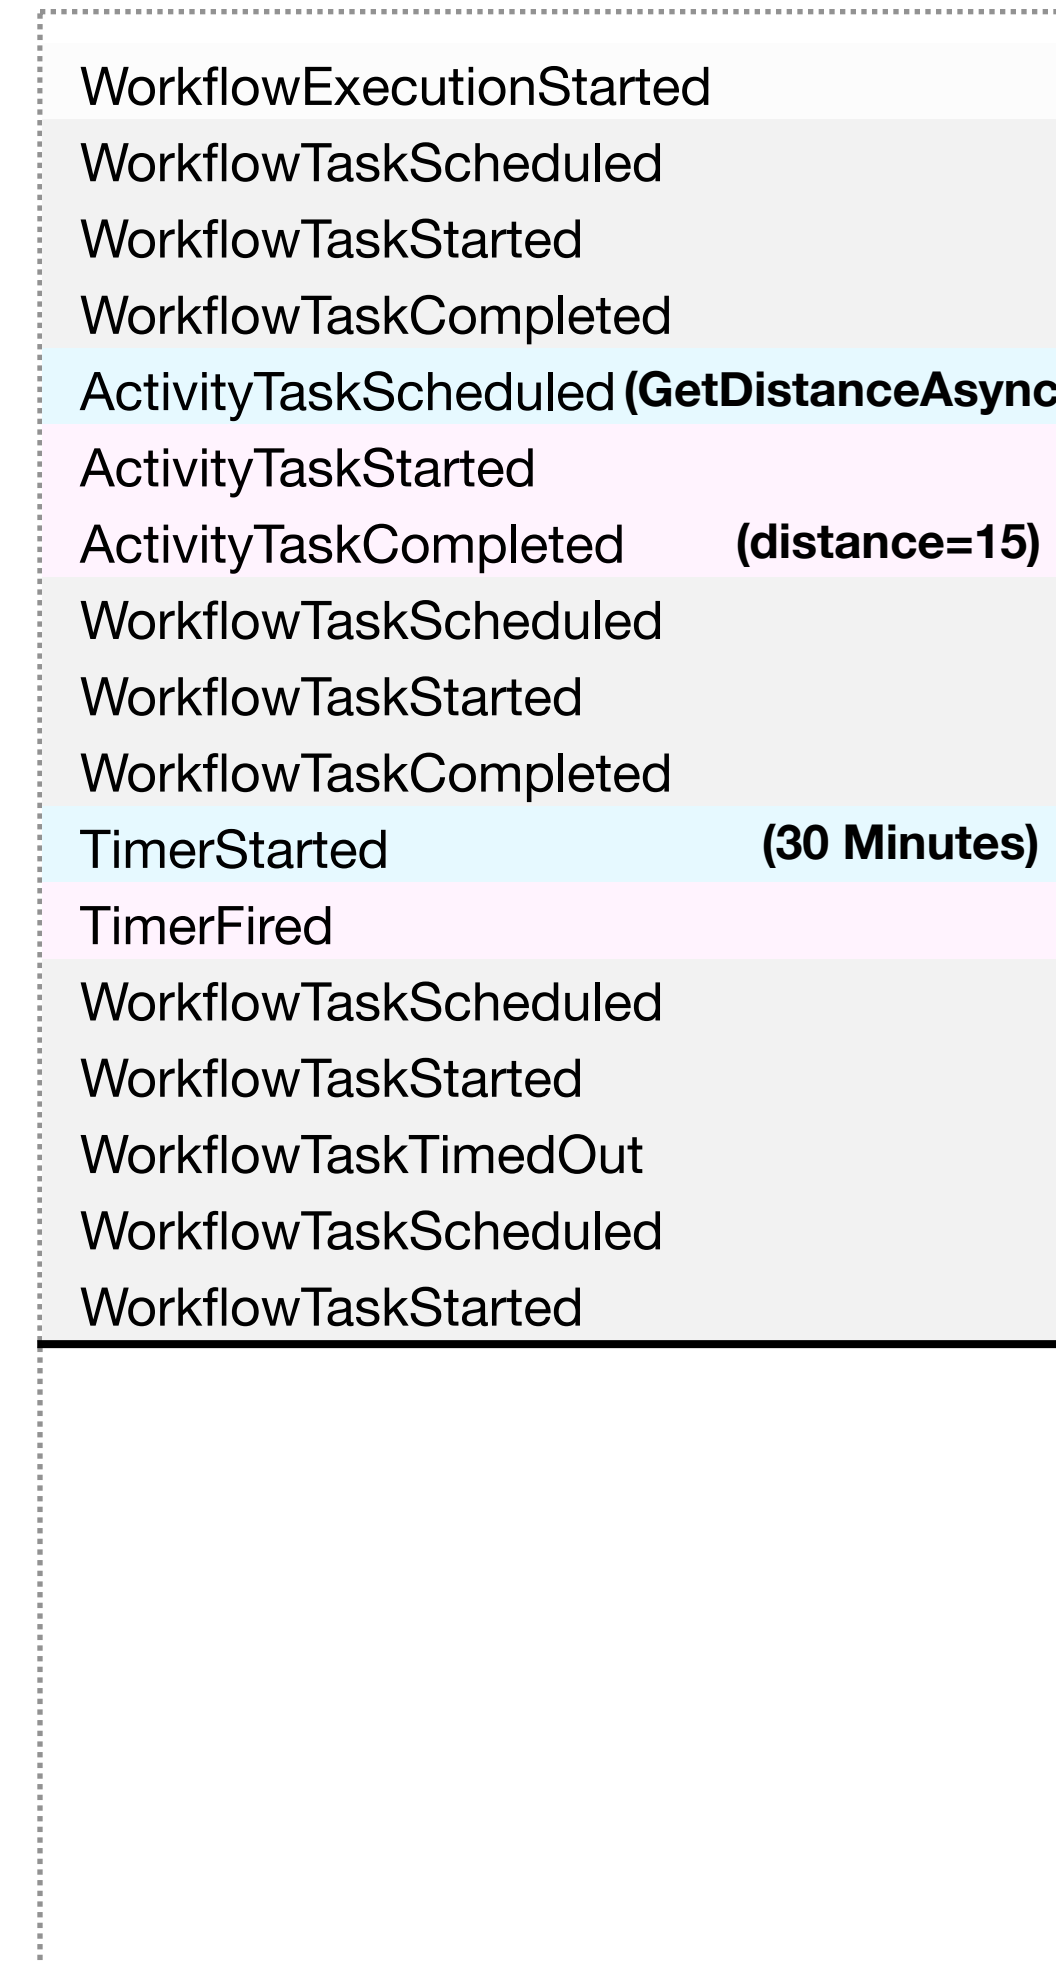 WorkflowExecutionStarted
WorkflowTaskScheduled
WorkflowTaskStarted
WorkflowTaskCompleted
ActivityTaskScheduled (GetDistanceAsync
ActivityTaskStarted
ActivityTaskCompleted (distance=15)
WorkflowTaskScheduled
WorkflowTaskStarted
WorkflowTaskCompleted
TimerStarted (30 Minutes)
TimerFired
WorkflowTaskScheduled
WorkflowTaskStarted
WorkflowTaskTimedOut
WorkflowTaskScheduled
WorkflowTaskStarted